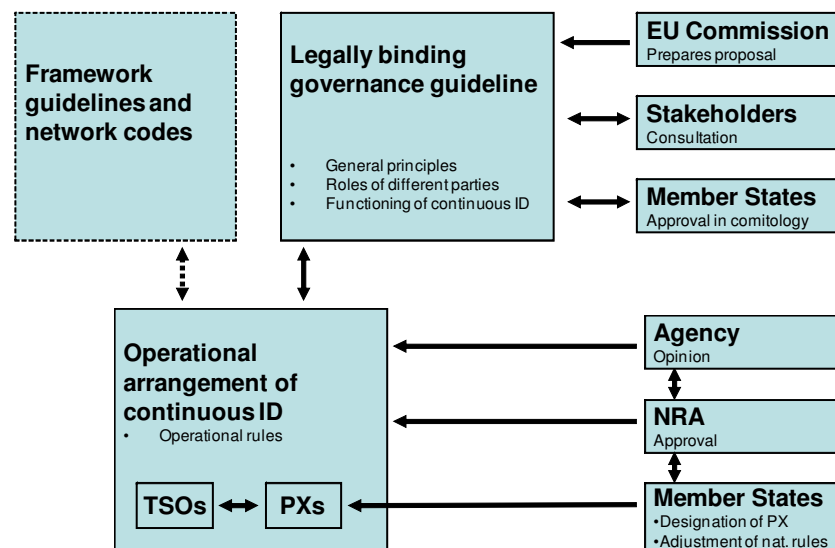 Framework
guidelines and
network codes
Legally binding
governance guideline
• General principles
• Roles of different parties
• Functioning of continuous ID
EU Commission
Prepares proposal
Stakeholders
Consultation
Member States
Approval in comitology
Operational
arrangement of
continuous ID
• Operational rules
TSOs
PXs
Agency
Opinion
NRA
Approval
Member States
•Designation of PX
•Adjustment of nat. rules